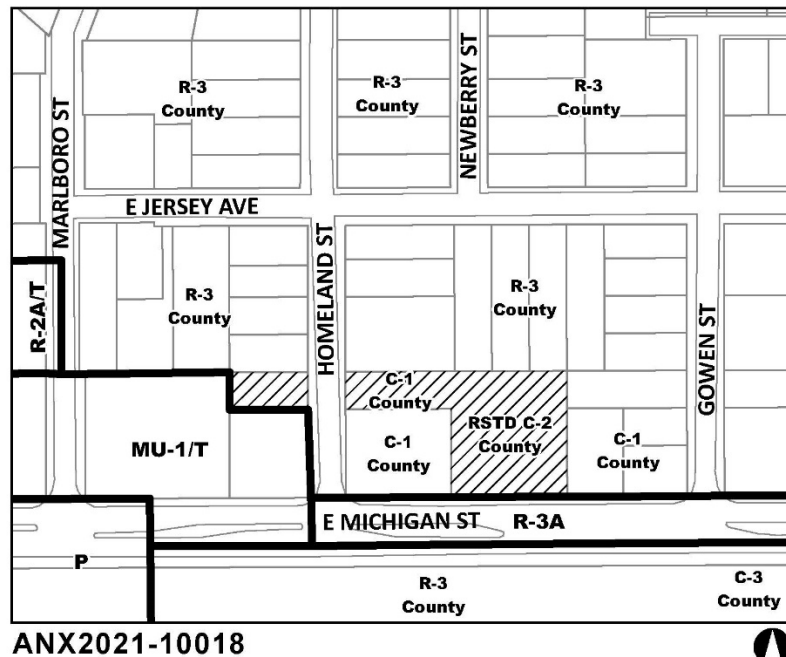 R-3
County
R-3
County
R-3
County
MARLBORO ST
NEWBERRY ST
E JERSEY AVE
R-2A/T
R-3
County
HOMELAND ST
R-3
County
GOWEN ST
C-1
County
MU-1/T
C-1
County
RSTD C-2
County
C-1
County
E MICHIGAN ST
R-3A
P
R-3
County
C-3
County
ANX2021-10018